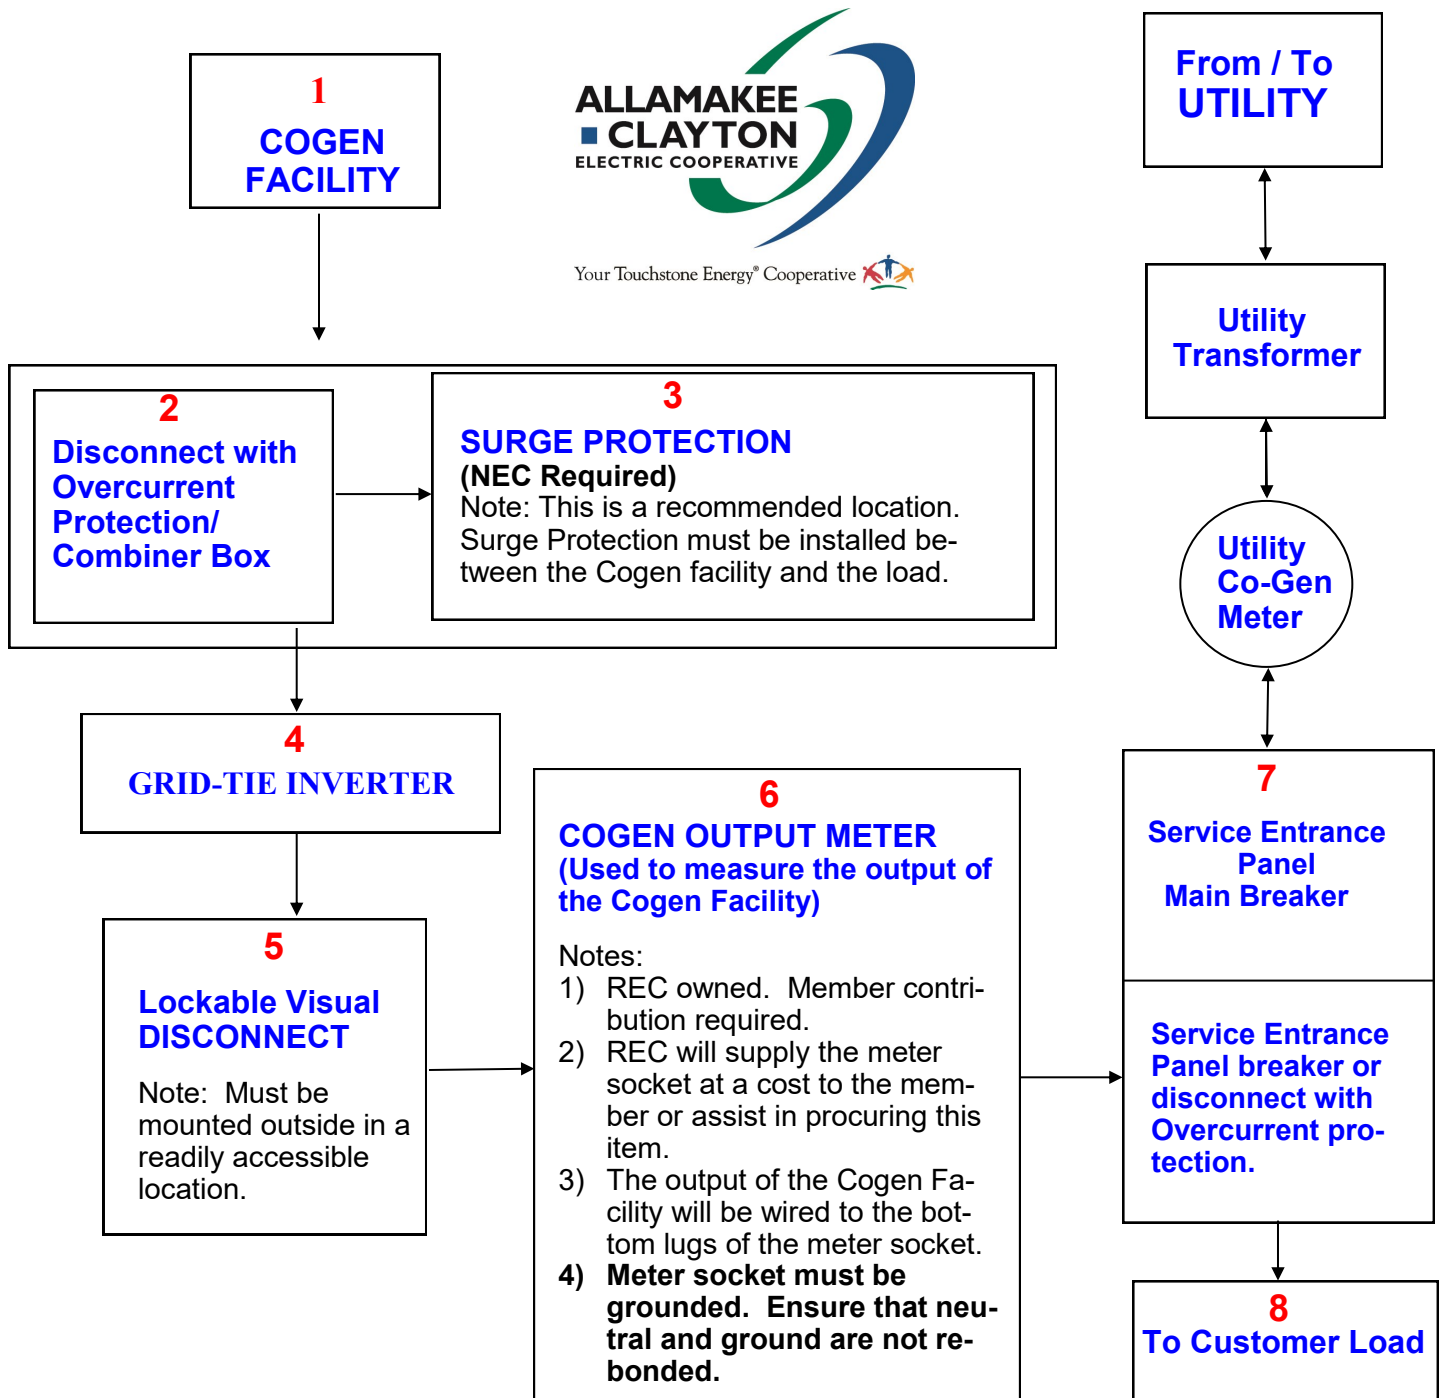 1
COGEN
FACILITY
ALLAMAKEE
CLAYTON
ELECTRIC COOPERATIVE
Your Touchstone Energy® Cooperative
From / To
UTILITY
Utility
Transformer
2
Disconnect with
Overcurrent
Protection/
Combiner Box
3
SURGE PROTECTION
(NEC Required)
Note: This is a recommended location.
Surge Protection must be installed be-
tween the Cogen facility and the load.
Utility
Co-Gen
Meter
4
GRID-TIE INVERTER
5
Lockable Visual
DISCONNECT
Note: Must be
mounted outside in a
readily accessible
location.
6
COGEN OUTPUT METER
(Used to measure the output of
the Cogen Facility)
Notes:
1) REC owned. Member contri-
bution required.
2) REC will supply the meter
socket at a cost to the mem-
ber or assist in procuring this
item.
3) The output of the Cogen Fa-
cility will be wired to the bot-
tom lugs of the meter socket.
4) Meter socket must be
grounded. Ensure that neu-
tral and ground are not re-
bonded.
7
Service Entrance
Panel
Main Breaker
Service Entrance
Panel breaker or
disconnect with
Overcurrent pro-
tection.
8
To Customer Load